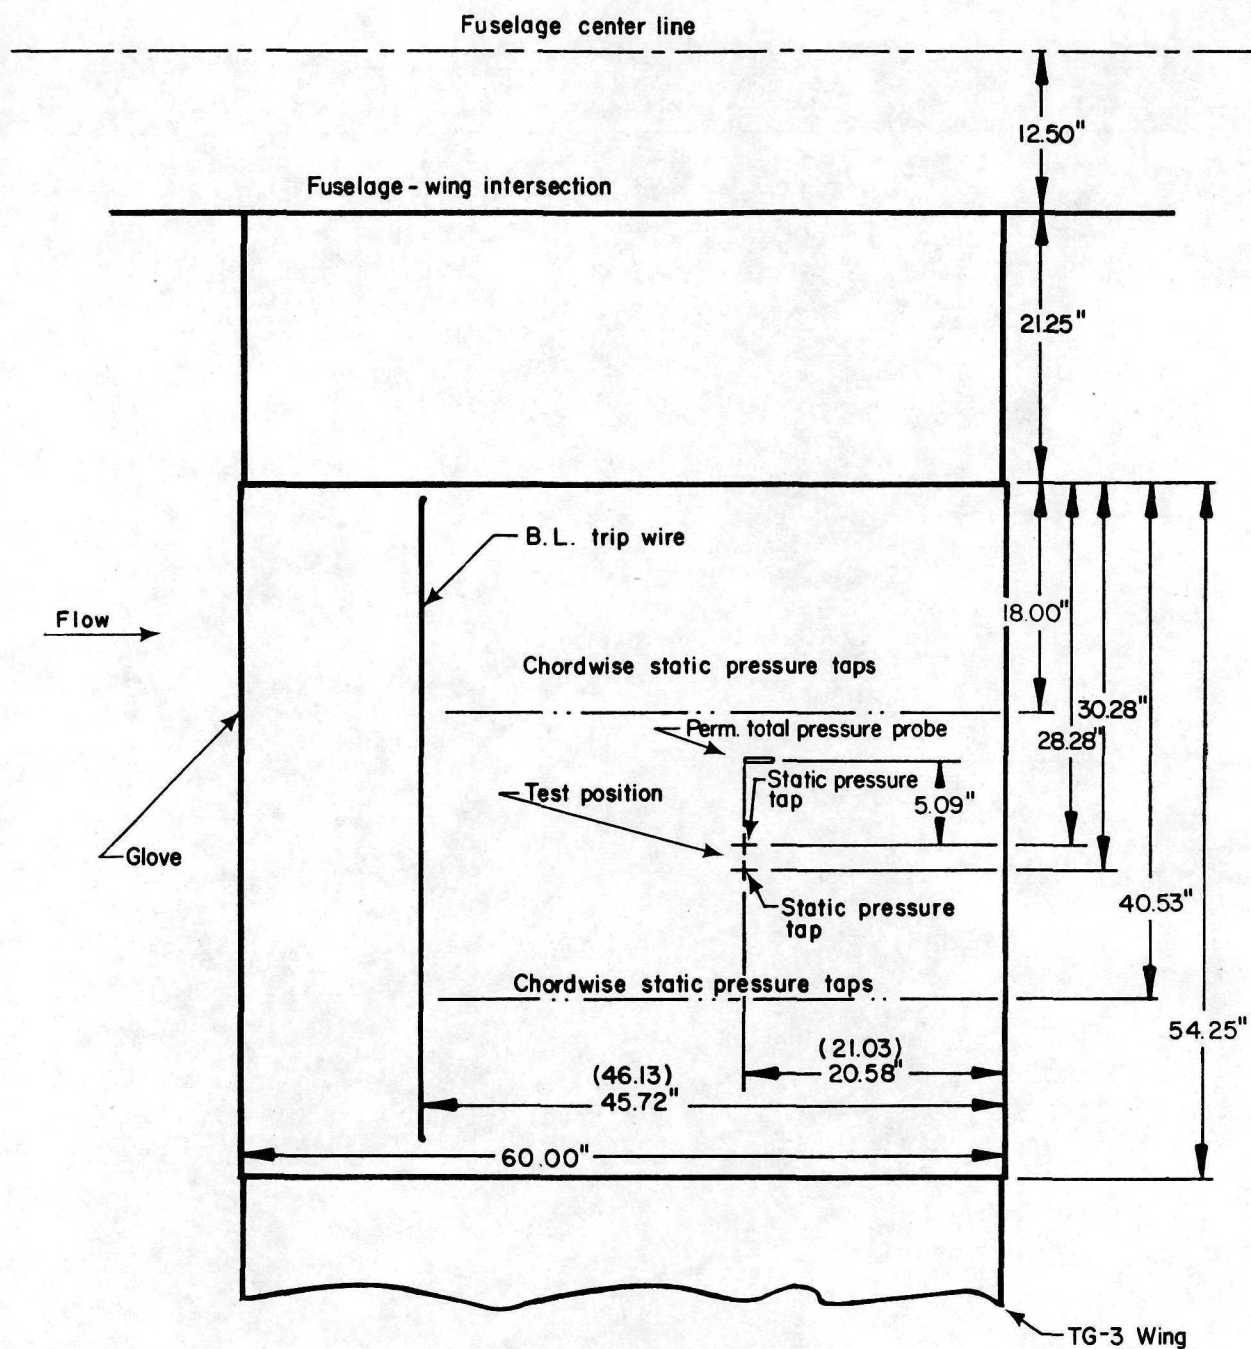 Fuselage center line
12.50"
Fuselage - wing intersection
21.25"
B. L. trip wire
Flow
18.00"
Chordwise static pressure taps
30.28"
Perm. total pressure probe
28.28"
Static pressure
tap
Test position
5.09"
Glove
Static pressure
tap
40.53"
Chordwise static pressure taps
54.25"
(21.03)
20.58"
(46.13)
45.72"
60.00"
TG-3 Wing